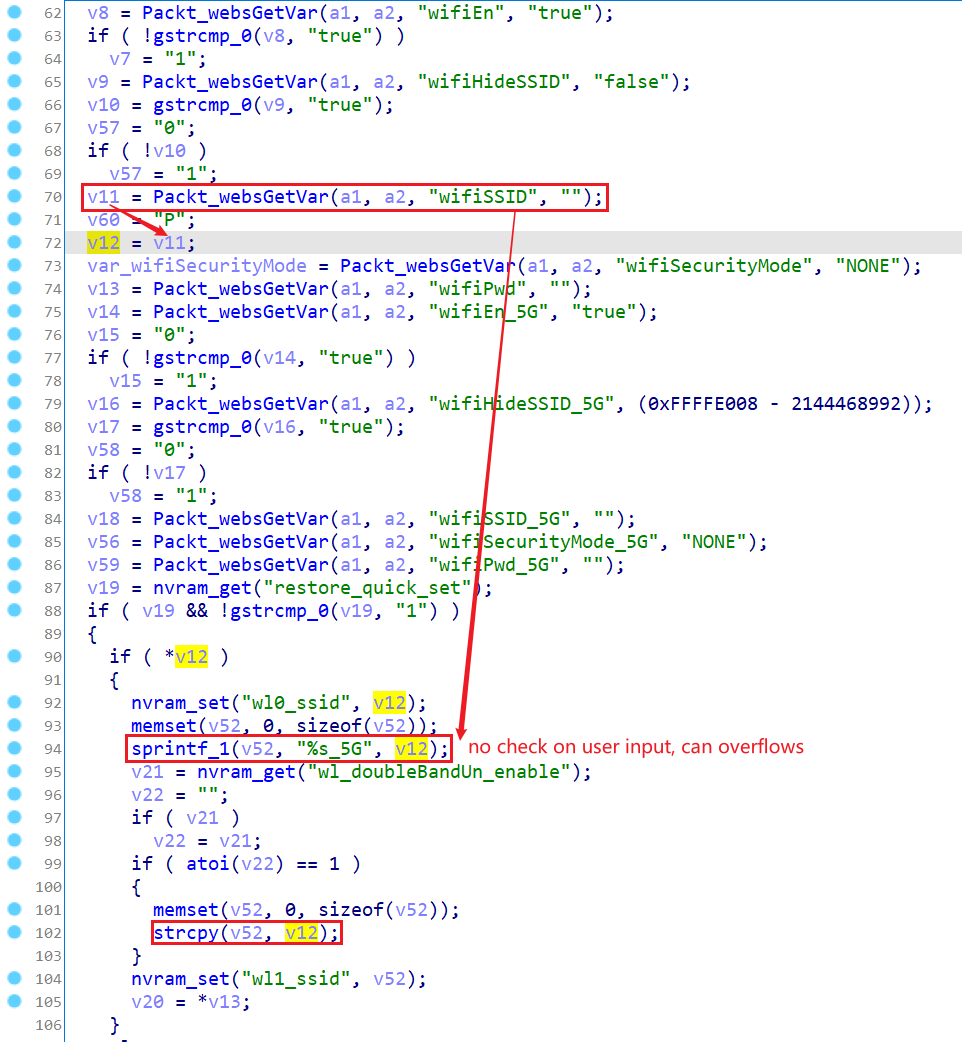 62 v8 = Packt_websGetVar(a1, a2, "wifiEn", "true");
63 if ( !gstrcmp_0(v8, "true") )
64 v7 = "1";
65 v9 = Packt_websGetVar(a1, a2, "wifiHideSSID", "false");
66 v10 = gstrcmp_0(v9, "true");
67 v57 = "0";
68 if ( !v10 )
69 v57 = "1";
70 v11 = Packt_websGetVar(a1, a2, "wifiSSID", "");
71 v60 = "P";
72 v12 = v11;
73 var_wifiSecurityMode = Packt_websGetVar(a1, a2, "wifiSecurityMode", "NONE");
74 v13 = Packt_websGetVar(a1, a2, "wifiPwd", "");
75 v14 = Packt_websGetVar(a1, a2, "wifiEn_5G", "true");
76 v15 = "0";
77 if ( !gstrcmp_0(v14, "true") )
78 v15 = "1";
79 v16 = Packt_websGetVar(a1, a2, "wifiHideSSID_5G", (0xFFFFE008 - 2144468992));
80 v17 = gstrcmp_0(v16, "true");
81 v58 = "0";
82 if ( !v17 )
83 v58 = "1";
84 v18 = Packt_websGetVar(a1, a2, "wifiSSID_5G", "");
85 v56 = Packt_websGetVar(a1, a2, "wifiSecurityMode_5G", "NONE");
86 v59 = Packt_websGetVar(a1, a2, "wifiPwd_5G", "");
87 v19 = nvram_get("restore_quick_set");
88 if ( v19 && !gstrcmp_0(v19, "1") )
89 {
90 if ( *v12 )
91 {
92 nvram_set("wl0_ssid", v12);
93 memset(v52, 0, sizeof(v52));
94 sprintf_1(v52, "%s_5G", v12); no check on user input, can overflows
95 v21 = nvram_get("wl_doubleBandUn_enable");
96 v22 = "";
97 if ( v21 )
98 v22 = v21;
99 if ( atoi(v22) == 1 )
100 {
101 memset(v52, 0, sizeof(v52));
102 strcpy(v52, v12);
103 }
104 nvram_set("wl1_ssid", v52);
105 v20 = *v13;
106 }